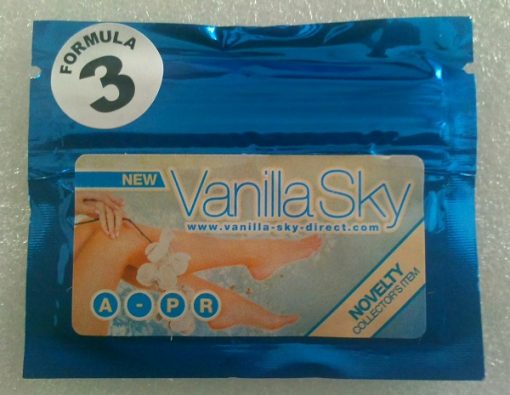 FORMULA
3
NEW
Vanilla Sky
www.vanilla-sky-direct.com
A - P R
NOVELTY
COLLECTOR'S ITEM